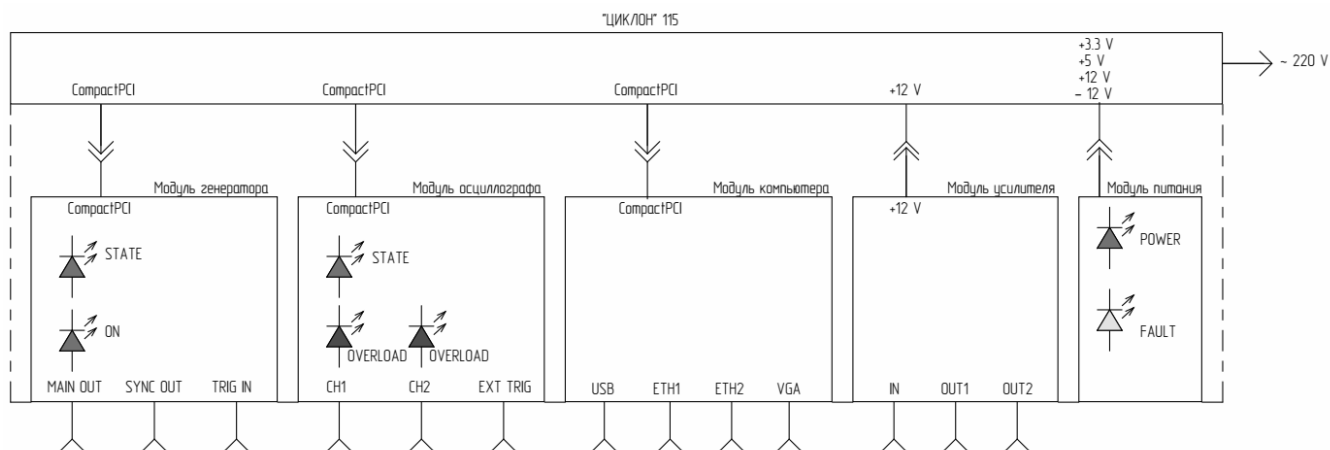 "ЦИКЛОН" 115
+3.3 V
+5 V
+12 V
- 12 V
~ 220 V
CompactPCI
CompactPCI
CompactPCI
+12 V
Модуль генератора
Модуль осциллографа
Модуль компьютера
Модуль усилителя
Модуль питания
CompactPCI
CompactPCI
CompactPCI
+12 V
STATE
STATE
POWER
ON
OVERLOAD
OVERLOAD
FAULT
MAIN OUT
SYNC OUT
TRIG IN
CH1
CH2
EXT TRIG
USB
ETH1
ETH2
VGA
IN
OUT1
OUT2